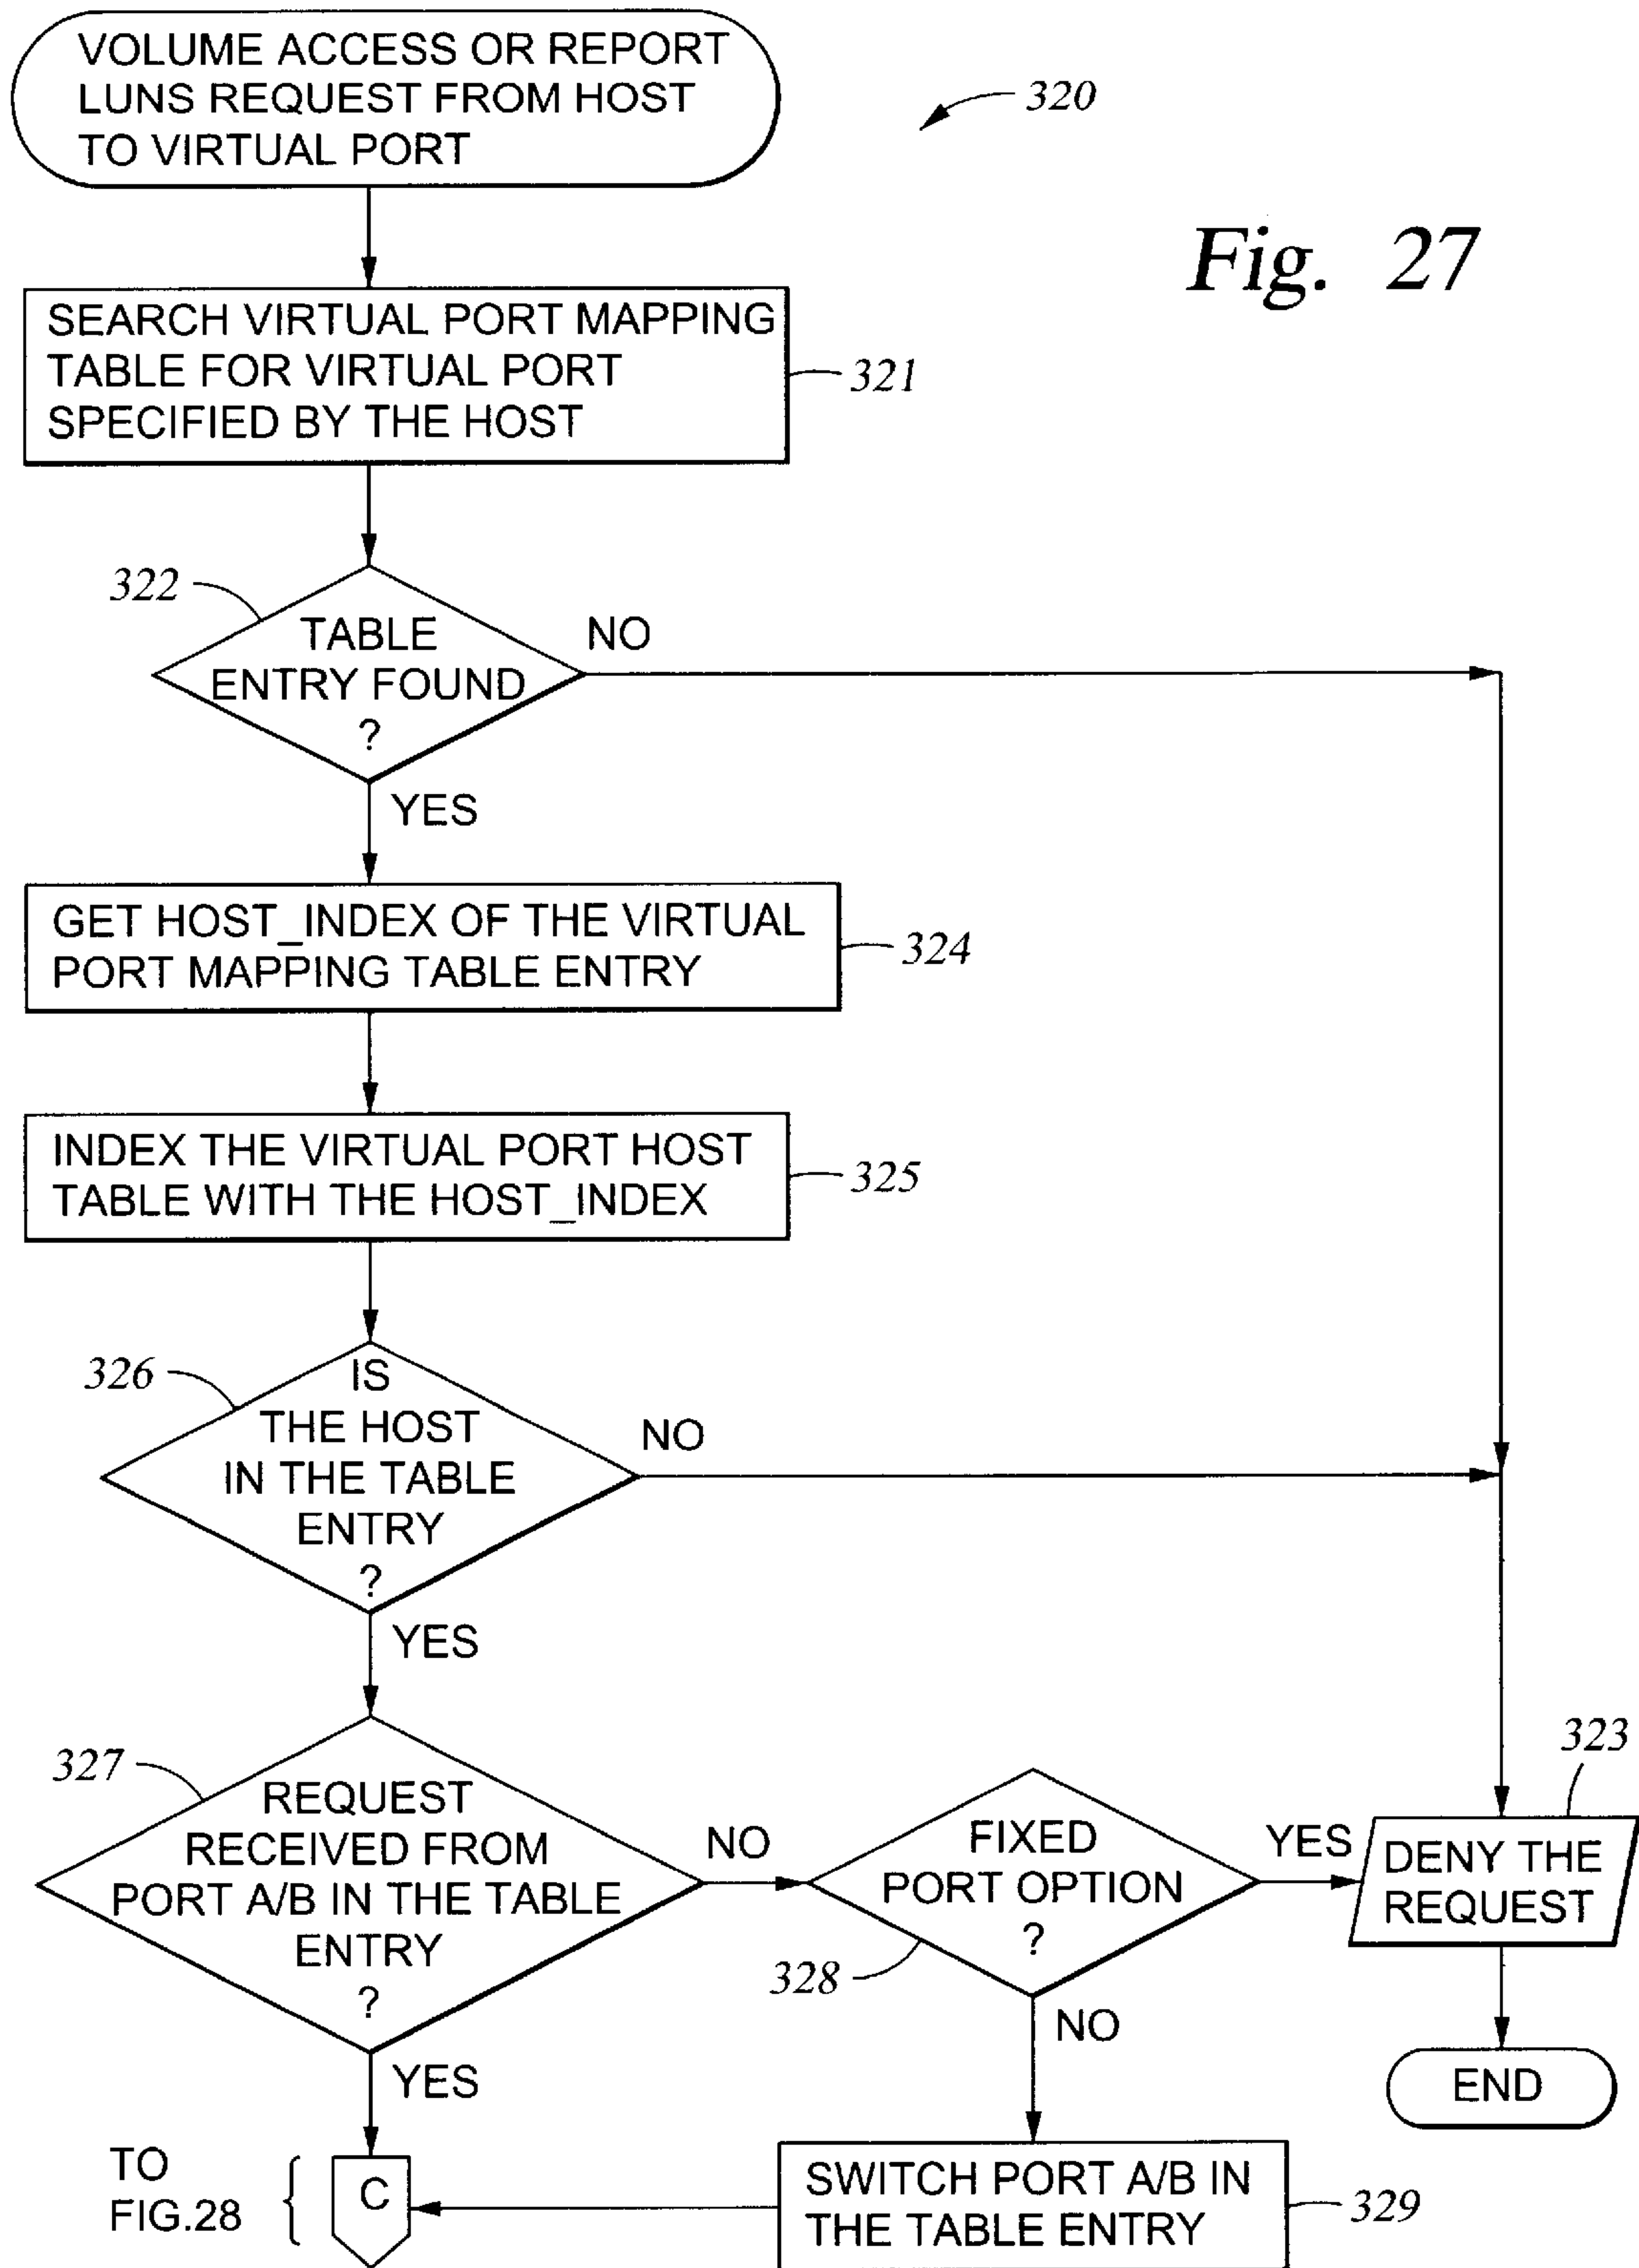 VOLUME ACCESS OR REPORT
LUNS REQUEST FROM HOST
TO VIRTUAL PORT
320
Fig. 27
SEARCH VIRTUAL PORT MAPPING
TABLE FOR VIRTUAL PORT
SPECIFIED BY THE HOST
321
322
TABLE
ENTRY FOUND
?
NO
YES
GET HOST_INDEX OF THE VIRTUAL
PORT MAPPING TABLE ENTRY
324
INDEX THE VIRTUAL PORT HOST
TABLE WITH THE HOST_INDEX
325
326
IS
THE HOST
IN THE TABLE
ENTRY
?
NO
YES
327
REQUEST
RECEIVED FROM
PORT A/B IN THE TABLE
ENTRY
?
NO
YES
FIXED
PORT OPTION
?
328
YES
NO
323
DENY THE
REQUEST
END
TO
FIG.28
C
SWITCH PORT A/B IN
THE TABLE ENTRY
329